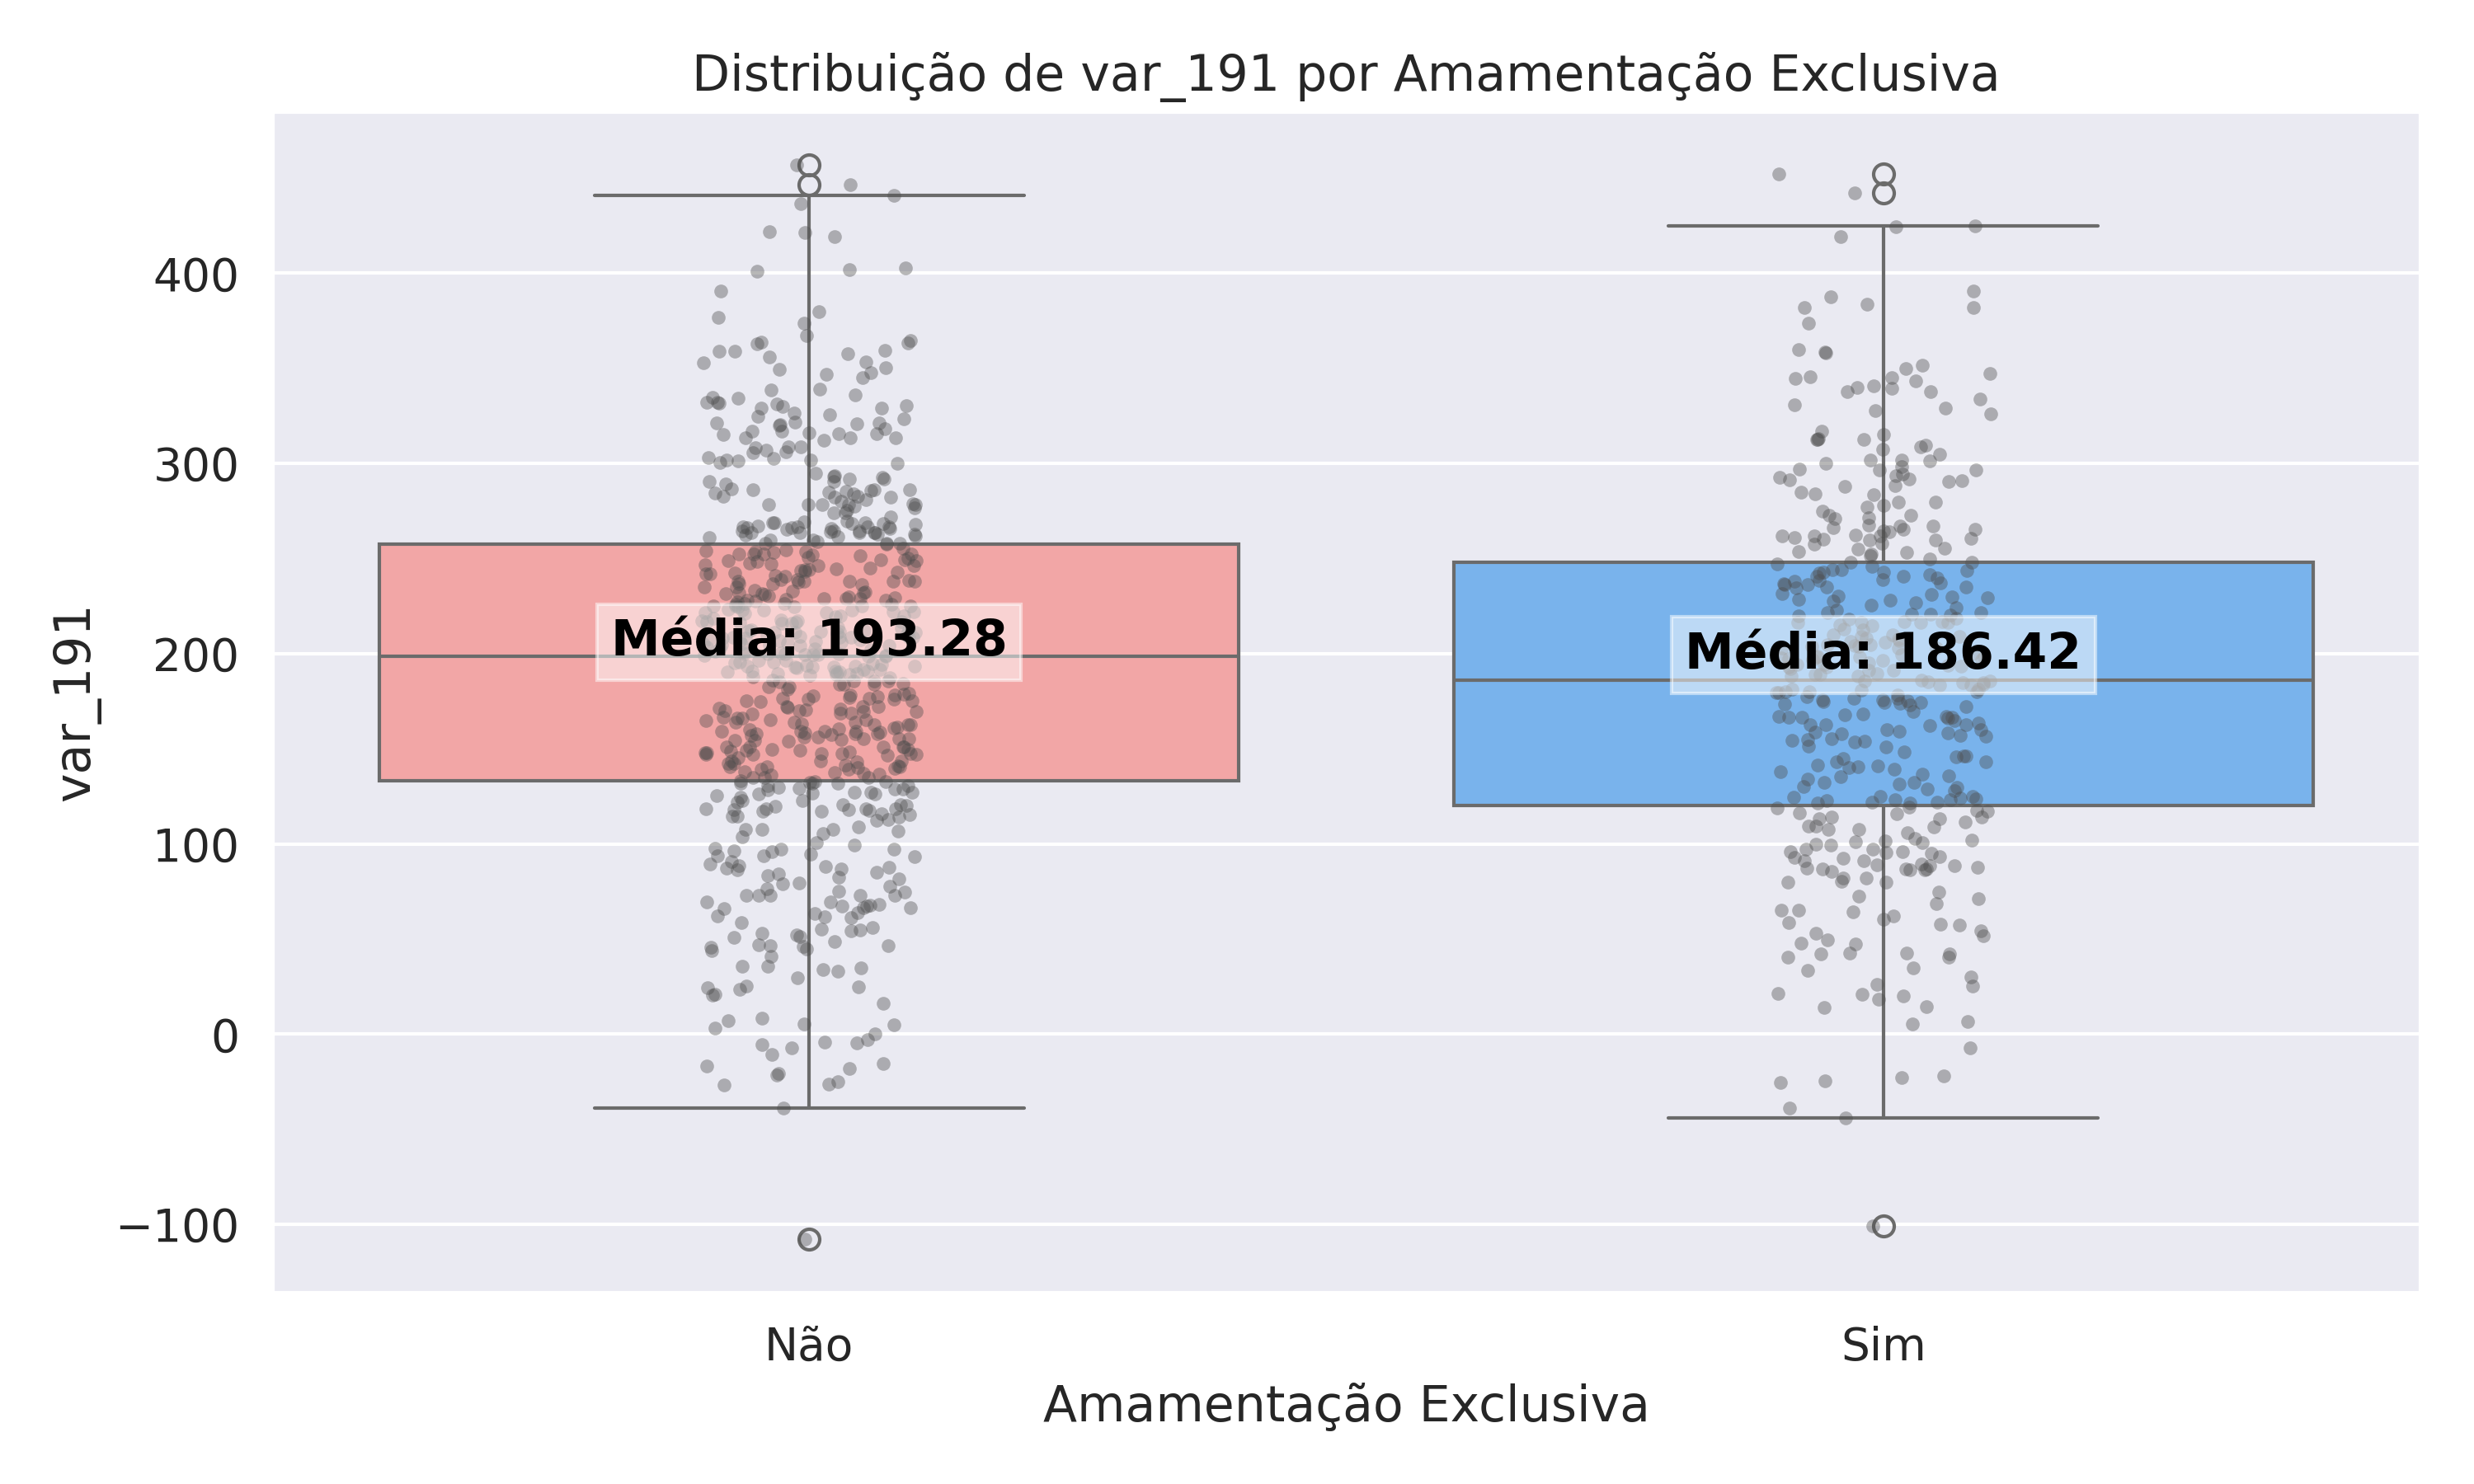 Distribuição de var_191 por Amamentação Exclusiva
var_191
400
300
200
100
0
−100
Média: 193.28
Média: 186.42
Não
Sim
Amamentação Exclusiva